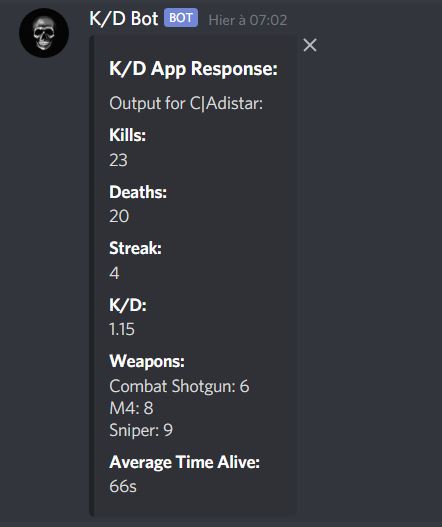 K/D Bot BOT Hier à 07:02
K/D App Response:
Output for C|Adistar:
Kills:
23
Deaths:
20
Streak:
4
K/D:
1.15
Weapons:
Combat Shotgun: 6
M4: 8
Sniper: 9
Average Time Alive:
66s